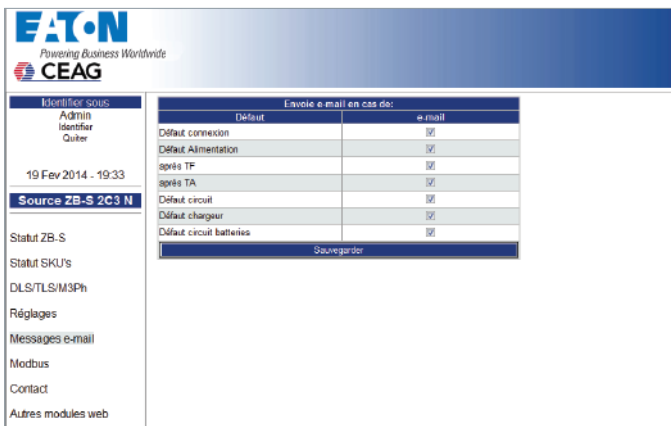 EATON
Powering Business Worldwide
CEAG
Identifier sous
Admin
Identifier
Quiter
19 Fev 2014 - 19:33
Source ZB-S 2C3 N
Statut ZB-S
Statut SKU's
DLS/TLS/M3Ph
Réglages
Messages e-mail
Modbus
Contact
Autres modules web
Envoie e-mail en cas de:
Défaut e-mail
Défaut connexion
Défaut Alimentation
après TF
après TA
Défaut circuit
Défaut chargeur
Défaut circuit batteries
Sauvegarder